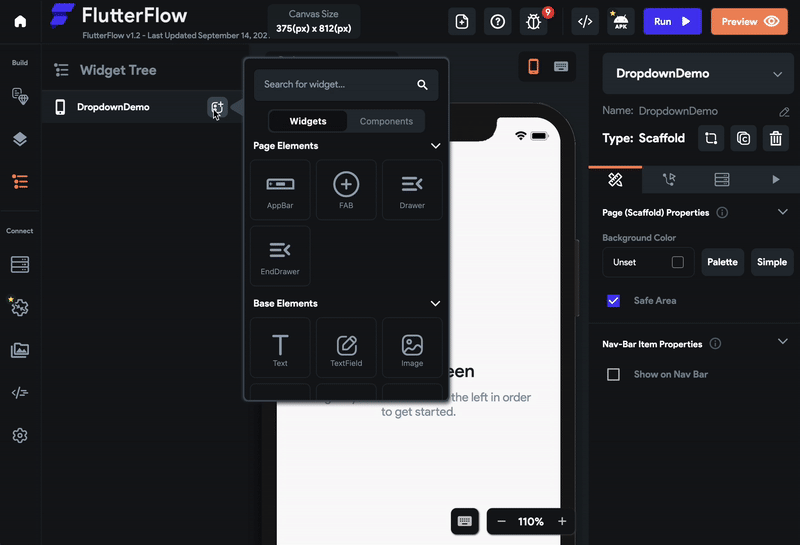 FlutterFlow
FlutterFlow v1.2 - Last Updated September 14, 202
Canvas Size
375(px) x 812(px)
9
APK
Run
Preview
Build
Connect
Widget Tree
DropdownDemo
Search for widget...
Widgets
Components
Page Elements
AppBar
FAB
Drawer
EndDrawer
Base Elements
Text
TextField
Image
the left in order
to get started.
110%
DropdownDemo
Name: DropdownDemo
Type: Scaffold
Page (Scaffold) Properties
Background Color
Unset
Palette
Simple
Safe Area
Nav-Bar Item Properties
Show on Nav Bar